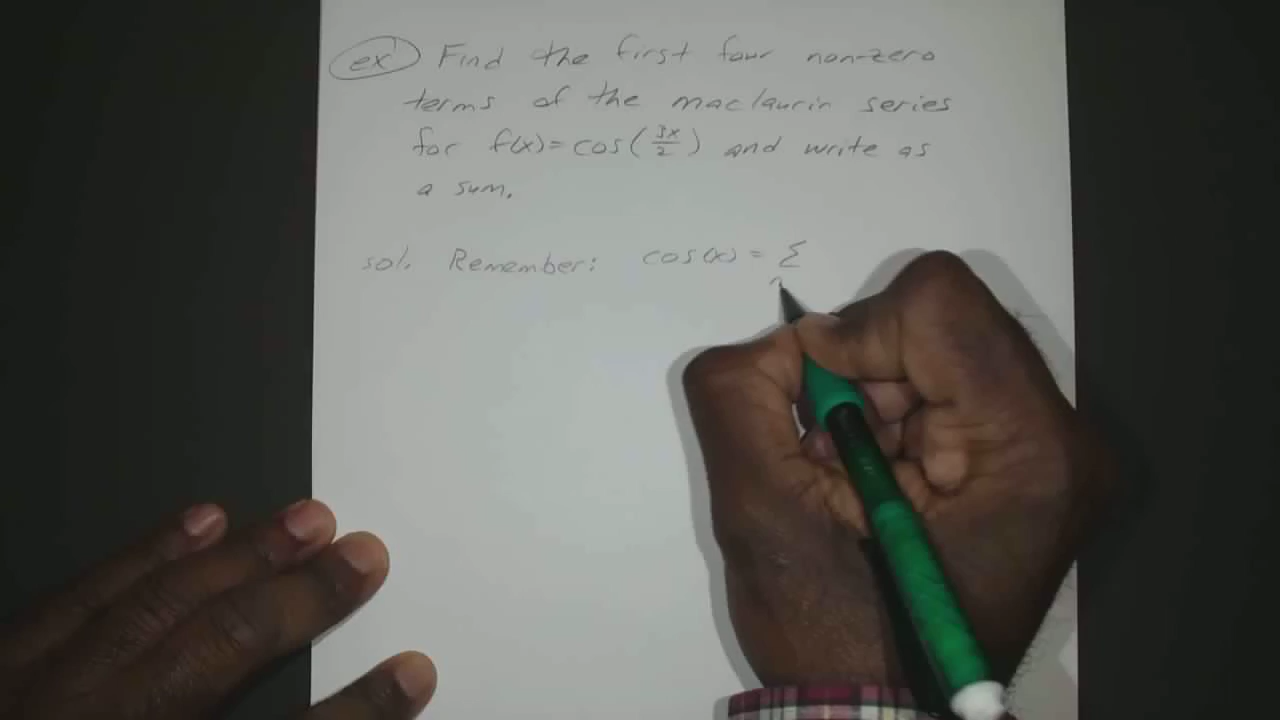 ex Find the first four non-zero
terms of the maclaurin series
for f(x)= cos(3x/2) and write as
a sum.
sol. Remember: cos(x) = Σ